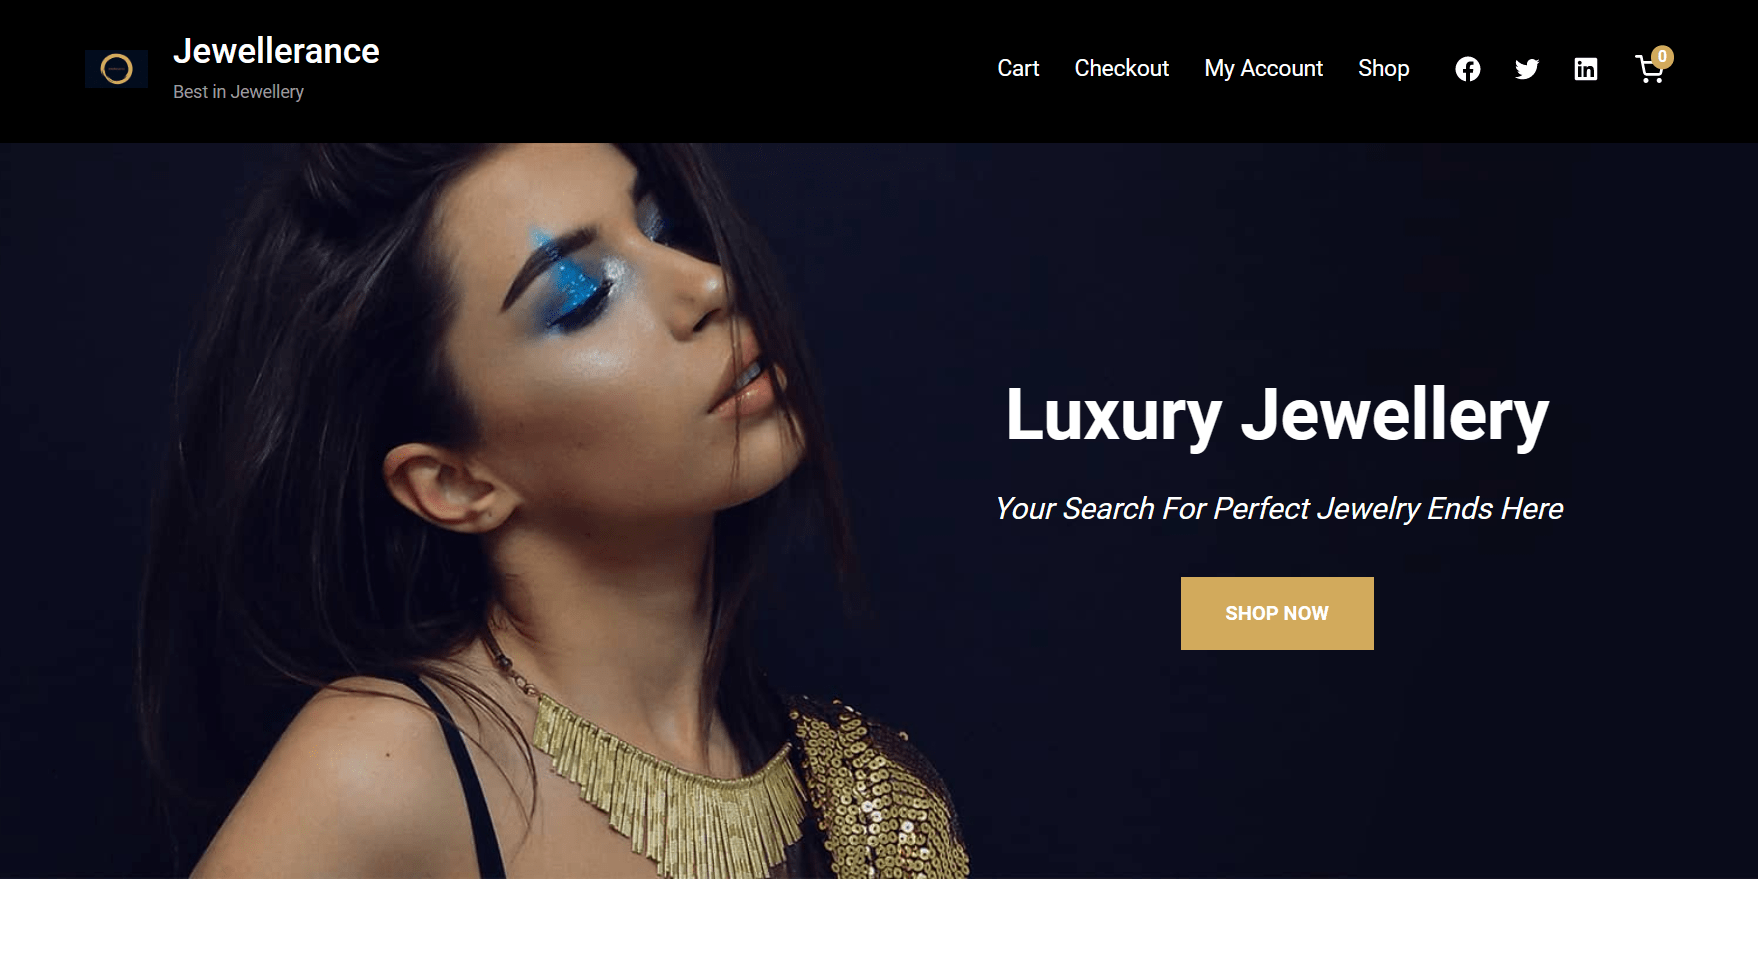 Jewellerance
Best in Jewellery
Cart Checkout My Account Shop
0
Luxury Jewellery
Your Search For Perfect Jewelry Ends Here
SHOP NOW